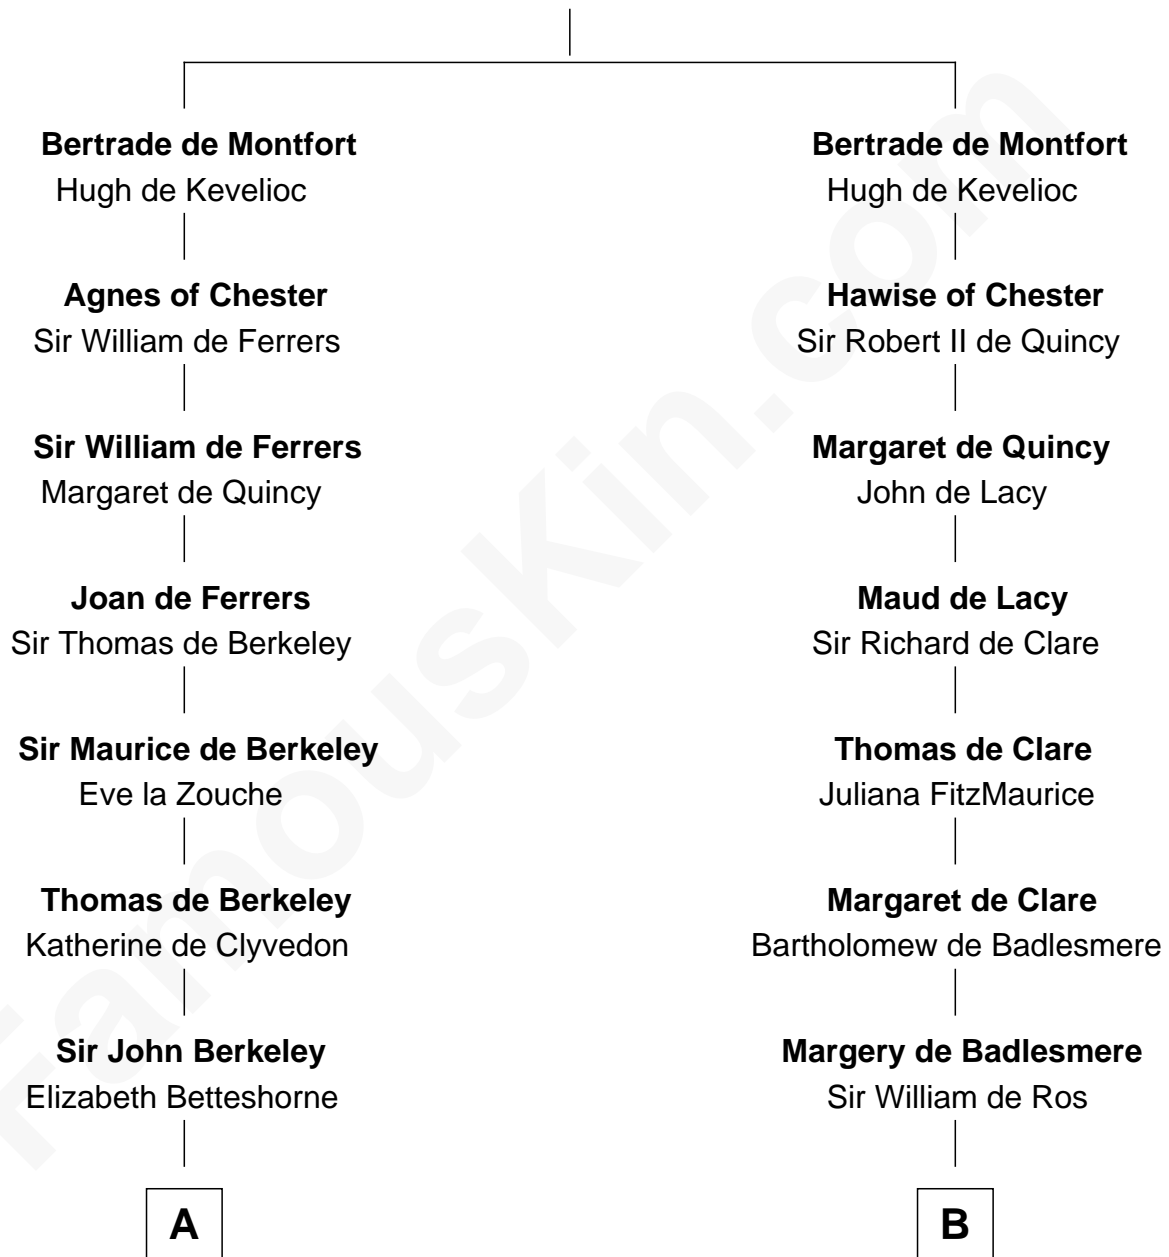 Bertrade de Montfort
Hugh de Kevelioc
Agnes of Chester
Sir William de Ferrers
Sir William de Ferrers
Margaret de Quincy
Joan de Ferrers
Sir Thomas de Berkeley
Sir Maurice de Berkeley
Eve la Zouche
Thomas de Berkeley
Katherine de Clyvedon
Sir John Berkeley
Elizabeth Betteshorne
A
Bertrade de Montfort
Hugh de Kevelioc
Hawise of Chester
Sir Robert II de Quincy
Margaret de Quincy
John de Lacy
Maud de Lacy
Sir Richard de Clare
Thomas de Clare
Juliana FitzMaurice
Margaret de Clare
Bartholomew de Badlesmere
Margery de Badlesmere
Sir William de Ros
B
FamousKin.com